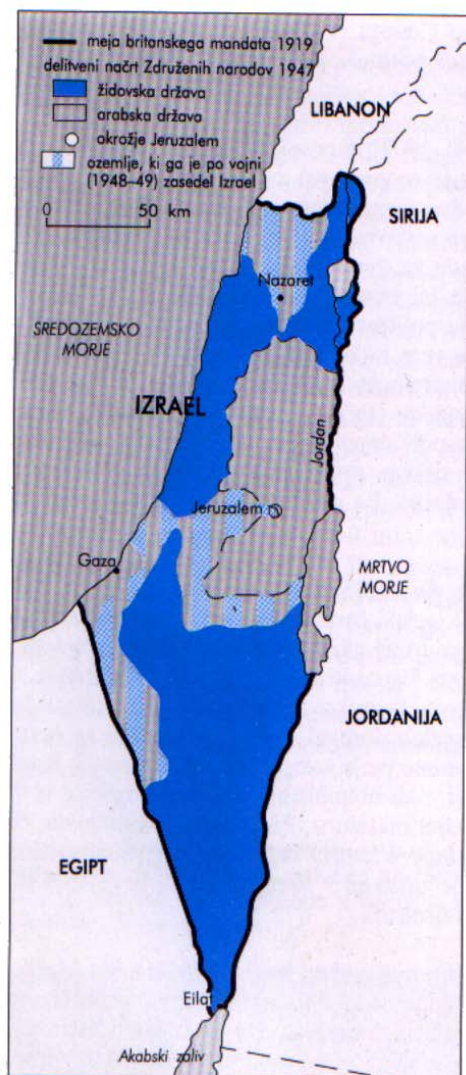 meja britanskega mandata 1919
delitveni načrt Združenih narodov 1947
židovska država
arabska država
okrožje Jeruzalem
ozemlje, ki ga je po vojni
(1948–49) zasedel Izrael
0 50 km
LIBANON
SIRIJA
Nazaret
SREDOZEMSKO
MORJE
IZRAEL
Jordan
Jeruzalem
Gaza
MRTVO
MORJE
JORDANIJA
EGIPT
Eilat
Akabski zaliv